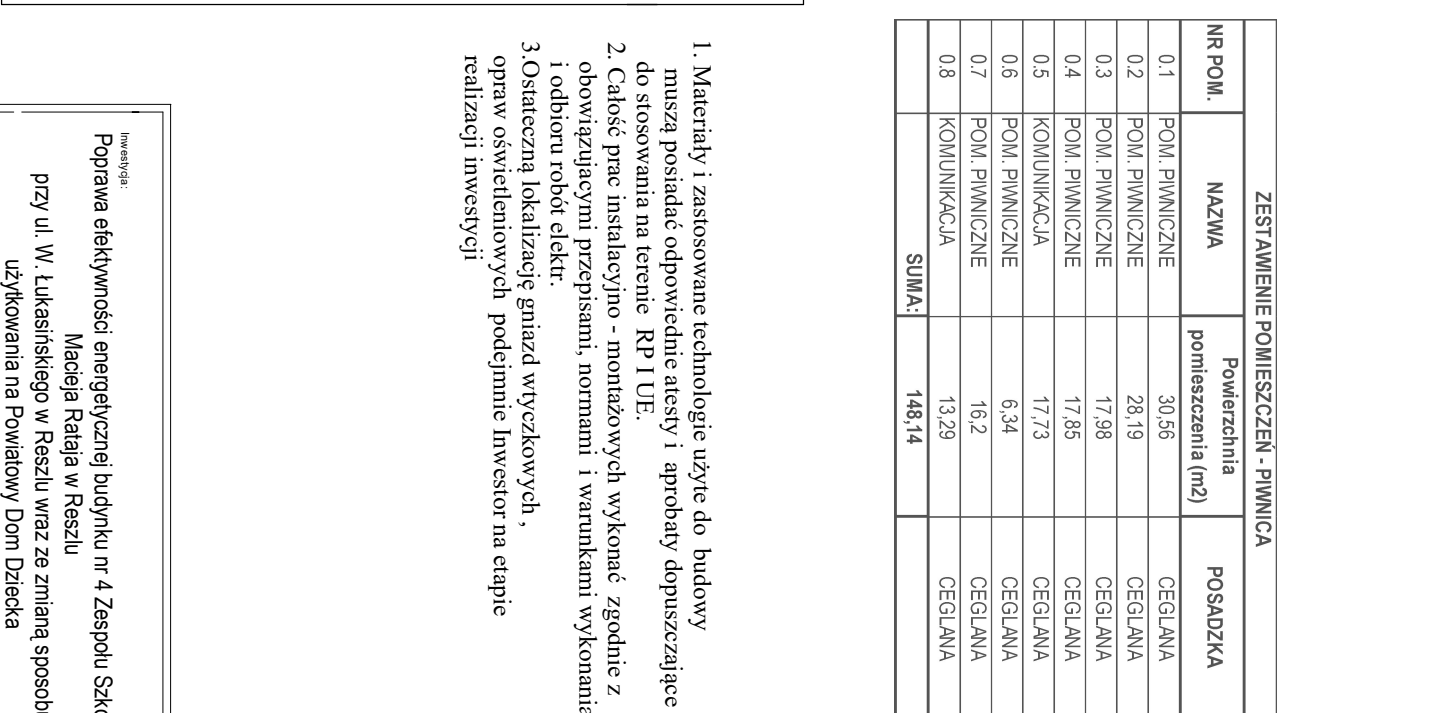 ZESTAWIENIE POMIESZCZEŃ - PIWNICA
NR POM. NAZWA Powierzchnia pomieszczenia (m2) POSADZKA
0.1 POM. PIWNICZNE 30,56 CEGLANA
0.2 POM. PIWNICZNE 28,19 CEGLANA
0.3 POM. PIWNICZNE 17,98 CEGLANA
0.4 POM. PIWNICZNE 17,85 CEGLANA
0.5 KOMUNIKACJA 17,73 CEGLANA
0.6 POM. PIWNICZNE 6,34 CEGLANA
0.7 POM. PIWNICZNE 16,2 CEGLANA
0.8 KOMUNIKACJA 13,29 CEGLANA
SUMA: 148,14
1. Materiały i zastosowane technologie użyte do budowy
muszą posiadać odpowiednie atesty i aprobaty dopuszczające
do stosowania na terenie RP I UE.
2. Całość prac instalacyjno - montażowych wykonać zgodnie z
obowiązujacymi przepisami, normami i warunkami wykonania
i odbioru robót elektr.
3.Ostateczną lokalizację gniazd wtyczkowych ,
opraw oświetleniowych podejmnie Inwestor na etapie
realizacji inwestycji
Inwestycja:
Poprawa efektywności energetycznej budynku nr 4 Zespołu Szko
Macieja Rataja w Reszlu
przy ul. W. Łukasińskiego w Reszlu wraz ze zmianą sposobu
użytkowania na Powiatowy Dom Dziecka